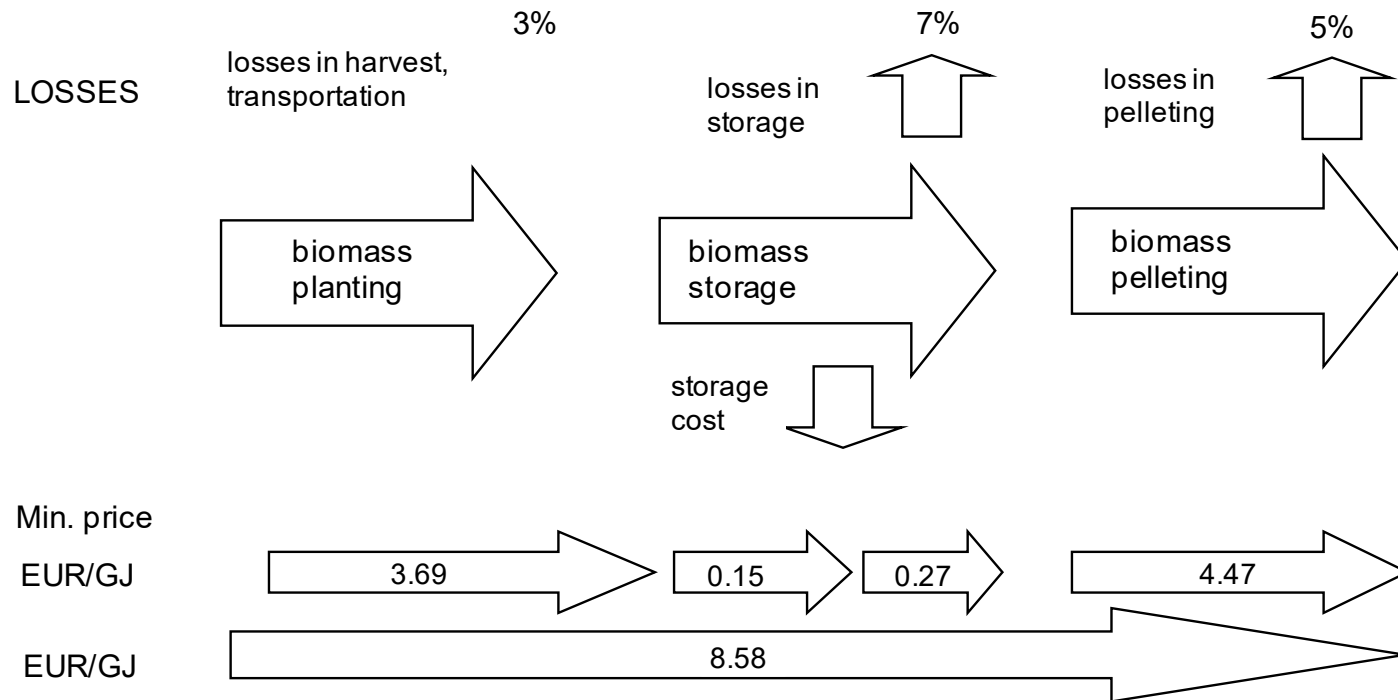 3%
7%
5%
LOSSES
losses in harvest,
transportation
losses in
storage
losses in
pelleting
biomass
planting
biomass
storage
biomass
pelleting
storage
cost
Min. price
EUR/GJ
3.69
0.15
0.27
4.47
EUR/GJ
8.58